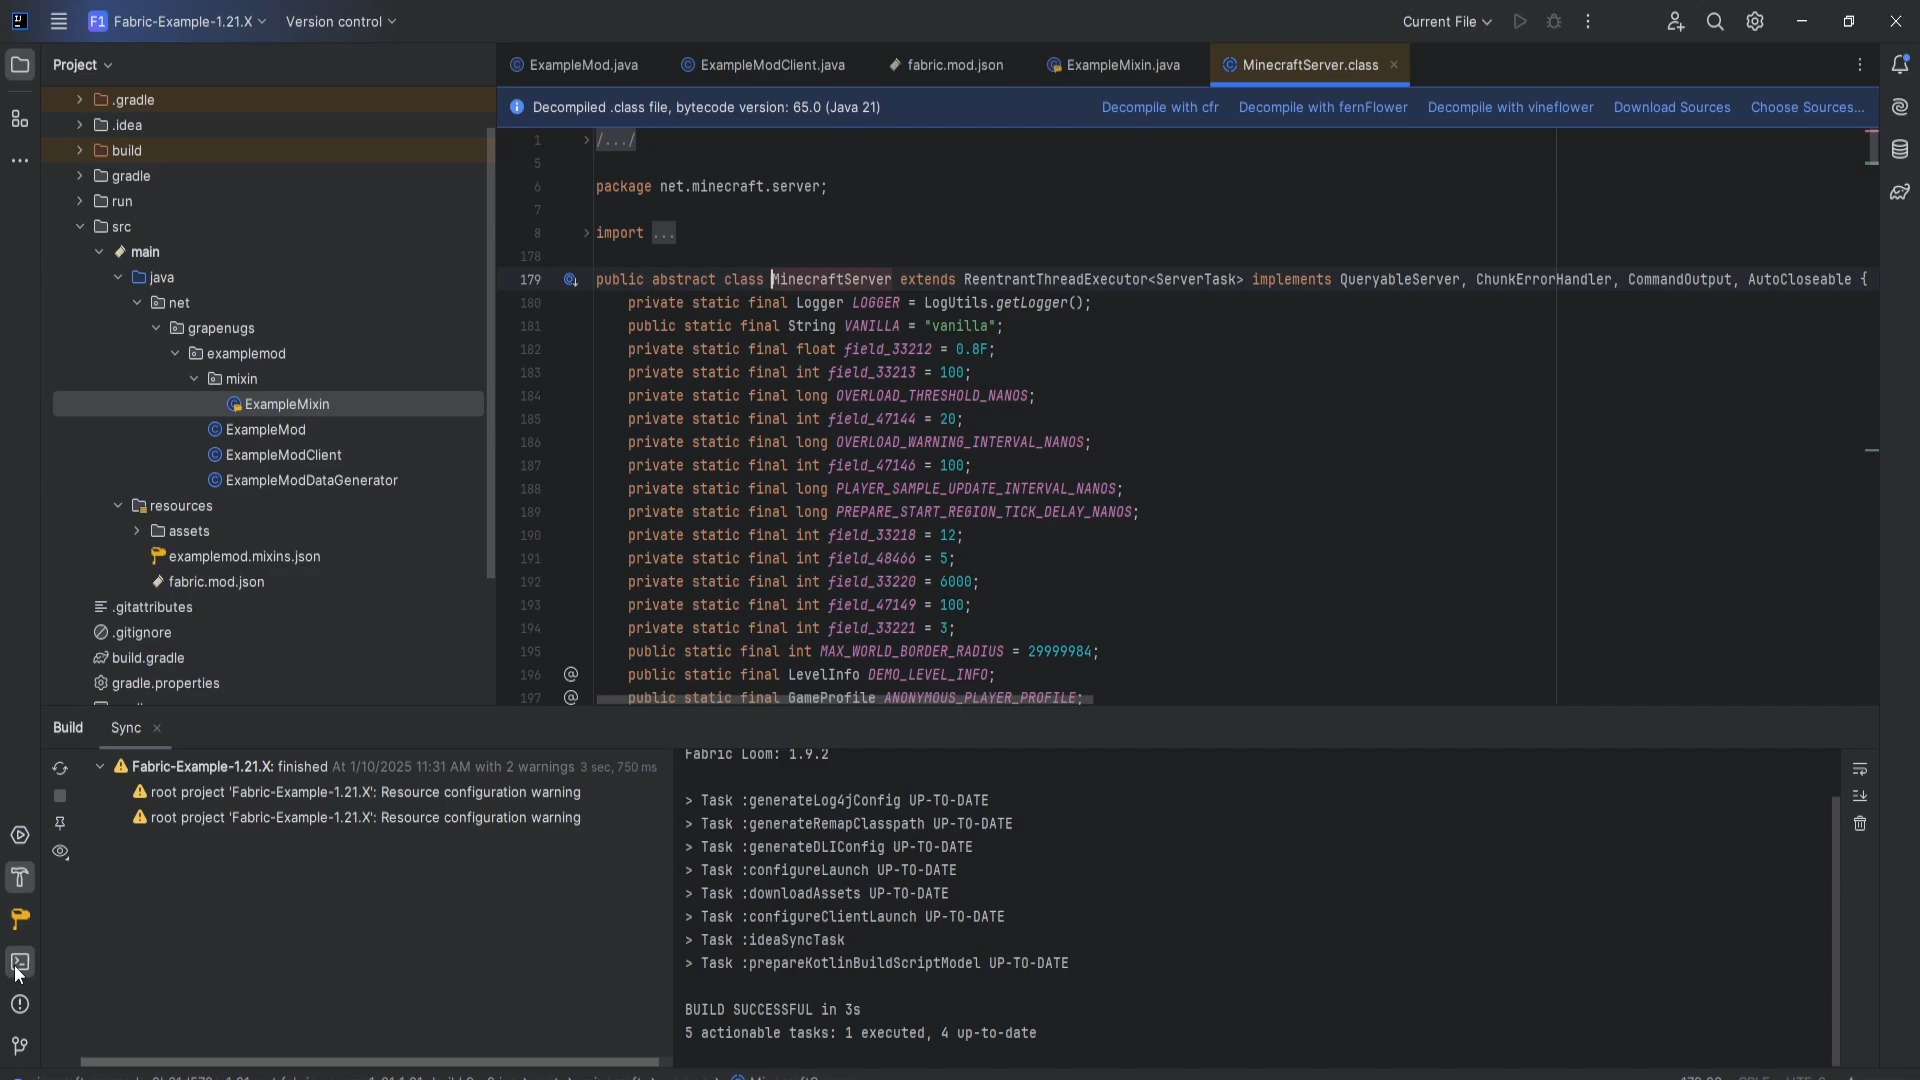 F1 Fabric-Example-1.21.X Version control
Current File
Project
ExampleMod.java ExampleModClient.java fabric.mod.json ExampleMixin.java MinecraftServer.class
Decompiled .class file, bytecode version: 65.0 (Java 21) Decompile with cfr Decompile with fernFlower Decompile with vineflower Download Sources Choose Sources...
.gradle
.idea
build
gradle
run
src
main
java
net
grapenugs
examplemod
mixin
ExampleMixin
ExampleMod
ExampleModClient
ExampleModDataGenerator
resources
assets
examplemod.mixins.json
fabric.mod.json
.gitattributes
.gitignore
build.gradle
gradle.properties
1 /.../
5
6 package net.minecraft.server;
7
8 import ...
178
179 public abstract class MinecraftServer extends ReentrantThreadExecutor<ServerTask> implements QueryableServer, ChunkErrorHandler, CommandOutput, AutoCloseable {
180 private static final Logger LOGGER = LogUtils.getLogger();
181 public static final String VANILLA = "vanilla";
182 private static final float field_33212 = 0.8F;
183 private static final int field_33213 = 100;
184 private static final long OVERLOAD_THRESHOLD_NANOS;
185 private static final int field_47144 = 20;
186 private static final long OVERLOAD_WARNING_INTERVAL_NANOS;
187 private static final int field_47146 = 100;
188 private static final long PLAYER_SAMPLE_UPDATE_INTERVAL_NANOS;
189 private static final long PREPARE_START_REGION_TICK_DELAY_NANOS;
190 private static final int field_33218 = 12;
191 private static final int field_48466 = 5;
192 private static final int field_33220 = 6000;
193 private static final int field_47149 = 100;
194 private static final int field_33221 = 3;
195 public static final int MAX_WORLD_BORDER_RADIUS = 29999984;
196 public static final LevelInfo DEMO_LEVEL_INFO;
197 public static final GameProfile ANONYMOUS_PLAYER_PROFILE;
Build Sync
Fabric-Example-1.21.X: finished At 1/10/2025 11:31 AM with 2 warnings 3 sec, 750 ms
root project 'Fabric-Example-1.21.X': Resource configuration warning
root project 'Fabric-Example-1.21.X': Resource configuration warning
Fabric Loom: 1.9.2
> Task :generateLog4jConfig UP-TO-DATE
> Task :generateRemapClasspath UP-TO-DATE
> Task :generateDLIConfig UP-TO-DATE
> Task :configureLaunch UP-TO-DATE
> Task :downloadAssets UP-TO-DATE
> Task :configureClientLaunch UP-TO-DATE
> Task :ideaSyncTask
> Task :prepareKotlinBuildScriptModel UP-TO-DATE
BUILD SUCCESSFUL in 3s
5 actionable tasks: 1 executed, 4 up-to-date